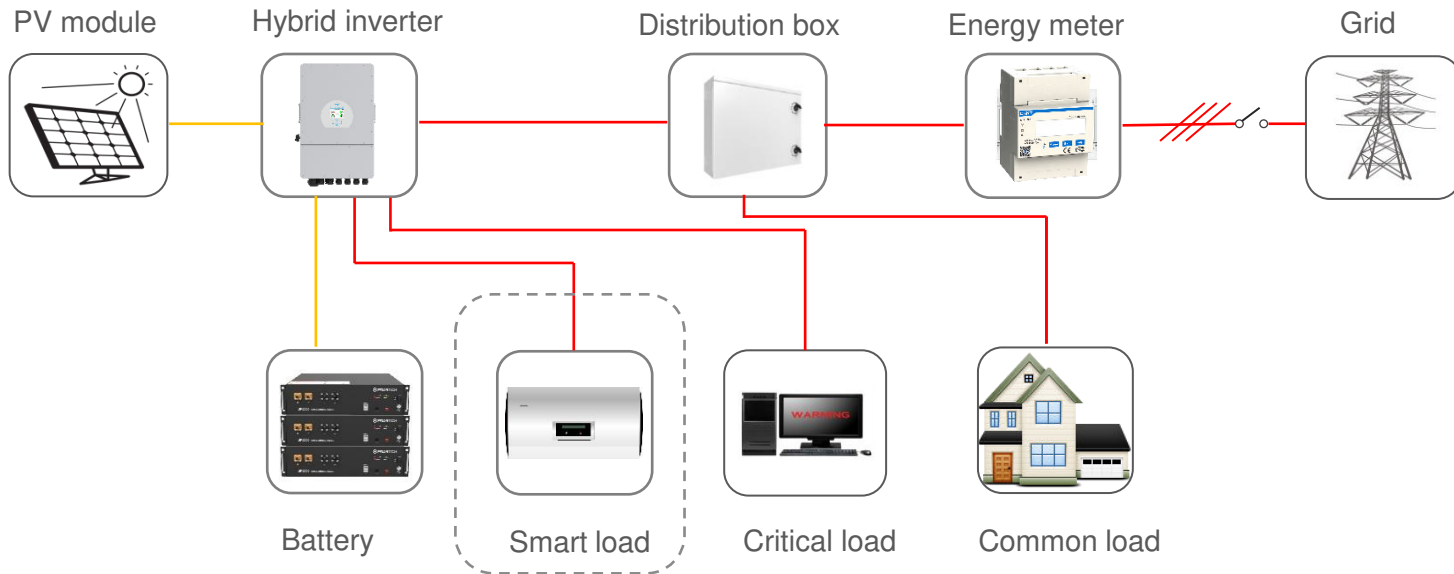 PV module
Hybrid inverter
Distribution box
Energy meter
Grid
WARNING
Battery
Smart load
Critical load
Common load